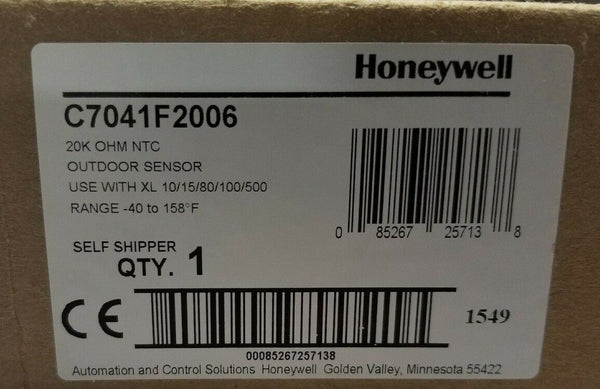 Honeywell
C7041F2006
20K OHM NTC
OUTDOOR SENSOR
USE WITH XL 10/15/80/100/500
RANGE -40 to 158°F
0 85267 25713 8
SELF SHIPPER
QTY. 1
CE
1549
00085267257138
Automation and Control Solutions Honeywell Golden Valley, Minnesota 55422